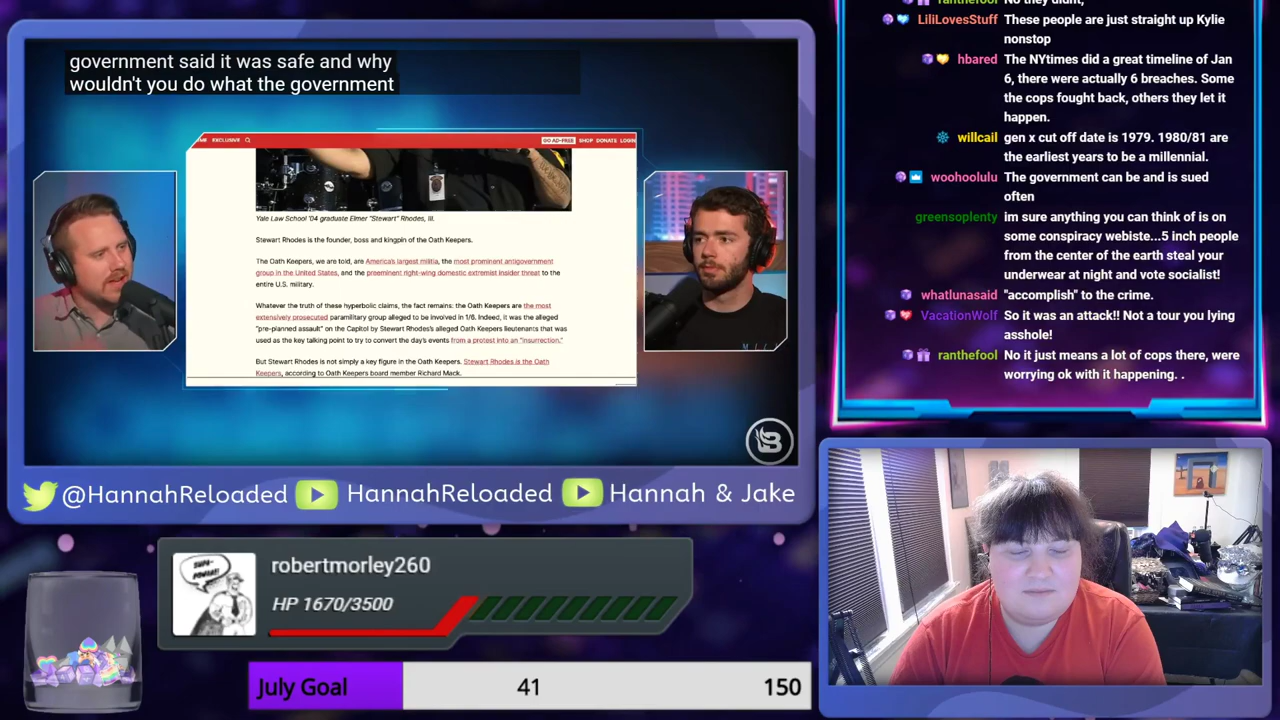 government said it was safe and why
wouldn't you do what the government
EXCLUSIVE
GO AD-FREE SHOP DONATE LOGIN
Yale Law School '04 graduate Elmer "Stewart" Rhodes, III.
Stewart Rhodes is the founder, boss and kingpin of the Oath Keepers.
The Oath Keepers, we are told, are America's largest militia, the most prominent antigovernment
group in the United States, and the preeminent right-wing domestic extremist insider threat to the
entire U.S. military.
Whatever the truth of these hyperbolic claims, the fact remains: the Oath Keepers are the most
extensively prosecuted paramilitary group alleged to be involved in 1/6. Indeed, it was the alleged
"pre-planned assault" on the Capitol by Stewart Rhodes's alleged Oath Keepers lieutenants that was
used as the key talking point to try to convert the day's events from a protest into an "insurrection."
But Stewart Rhodes is not simply a key figure in the Oath Keepers. Stewart Rhodes is the Oath
Keepers, according to Oath Keepers board member Richard Mack.
B
@HannahReloaded HannahReloaded Hannah & Jake
robertmorley260
HP 1670/3500
July Goal 41 150
ranthefool No they didnt,
LiliLovesStuff These people are just straight up Kylie
nonstop
hbared The NYtimes did a great timeline of Jan
6, there were actually 6 breaches. Some
the cops fought back, others they let it
happen.
willcail gen x cut off date is 1979. 1980/81 are
the earliest years to be a millennial.
woohoolulu The government can be and is sued
often
greensoplenty im sure anything you can think of is on
some conspiracy webite...5 inch people
from the center of the earth steal your
underwear at night and vote socialist!
whatlunasaid "accomplish" to the crime.
VacationWolf So it was an attack!! Not a tour you lying
asshole!
ranthefool No it just means a lot of cops ther, were
worrying ok with it happening. .